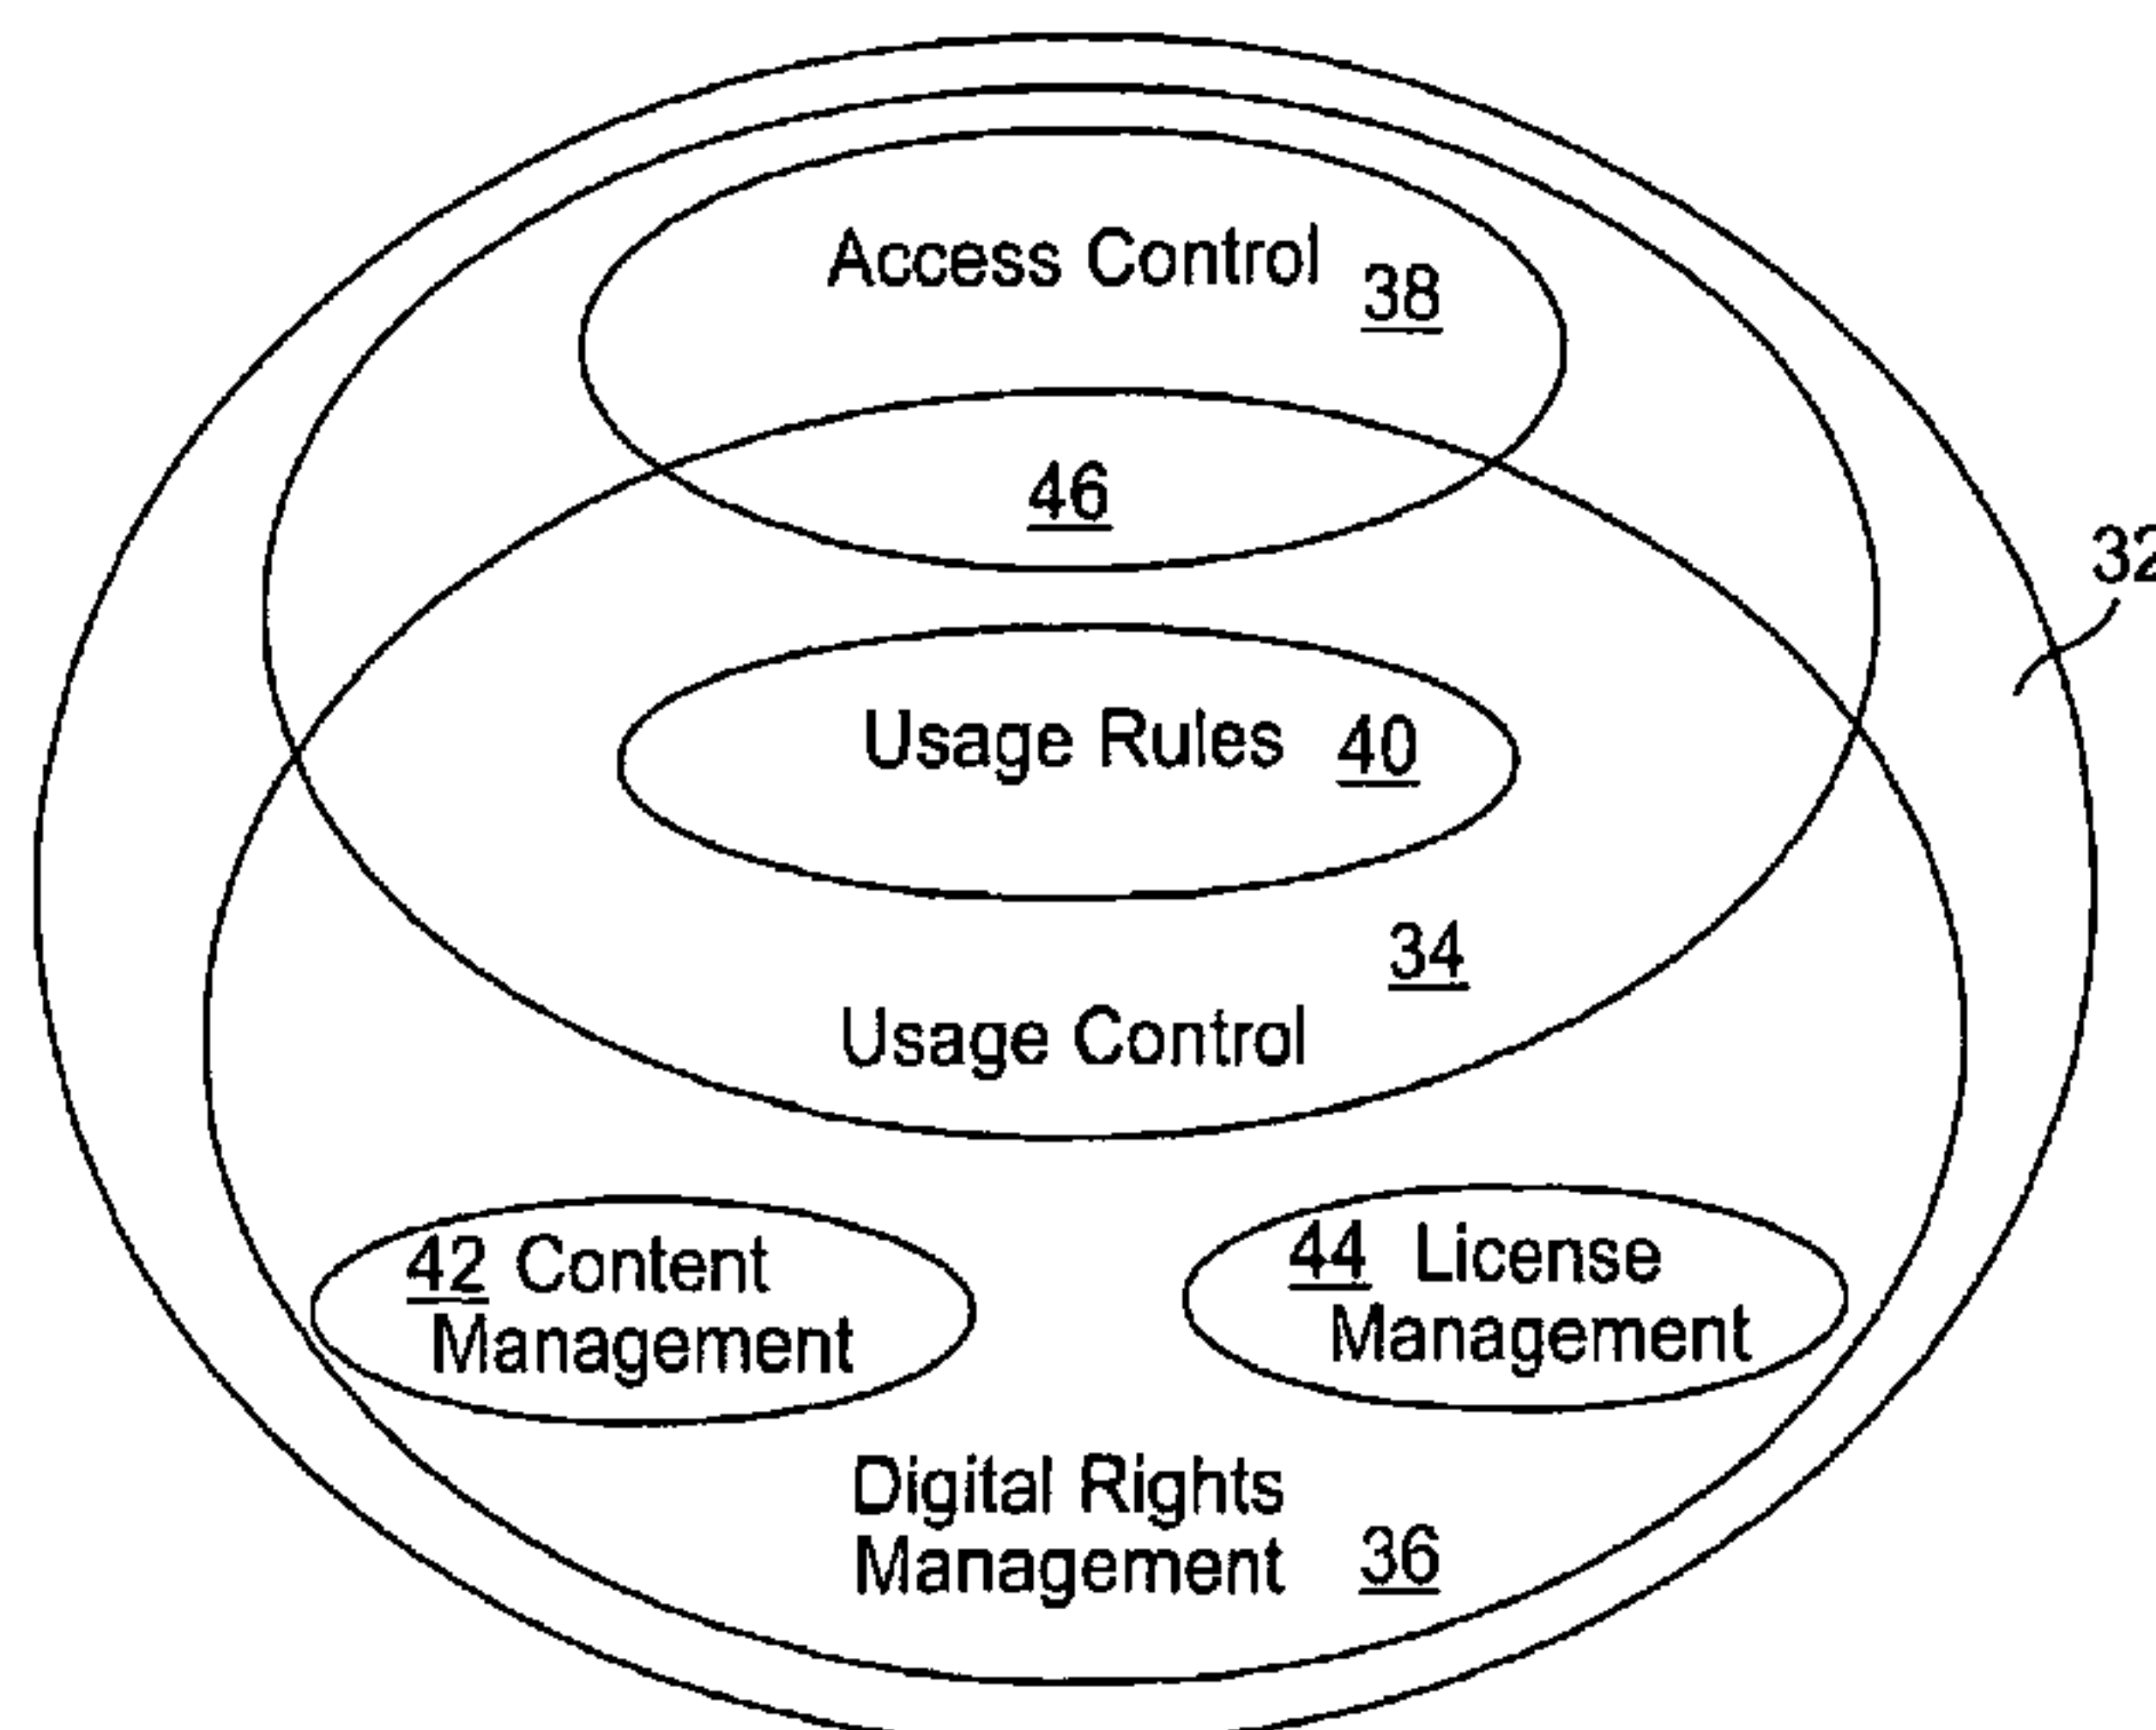 Access Control 38
46
32
Usage Rules 40
34
Usage Control
42 Content
Management
44 License
Management
Digital Rights
Management 36